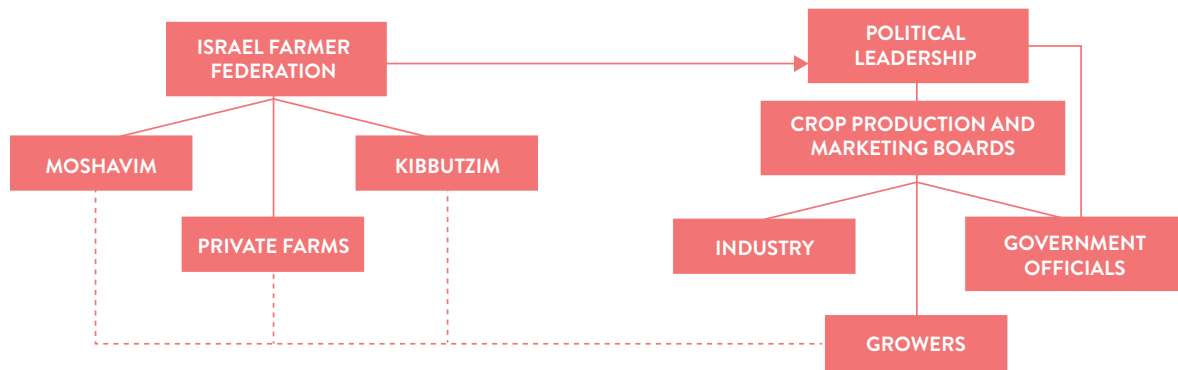 ISRAEL FARMER
FEDERATION
POLITICAL
LEADERSHIP
CROP PRODUCTION AND
MARKETING BOARDS
MOSHAVIM
KIBBUTZIM
PRIVATE FARMS
INDUSTRY
GOVERNMENT
OFFICIALS
GROWERS